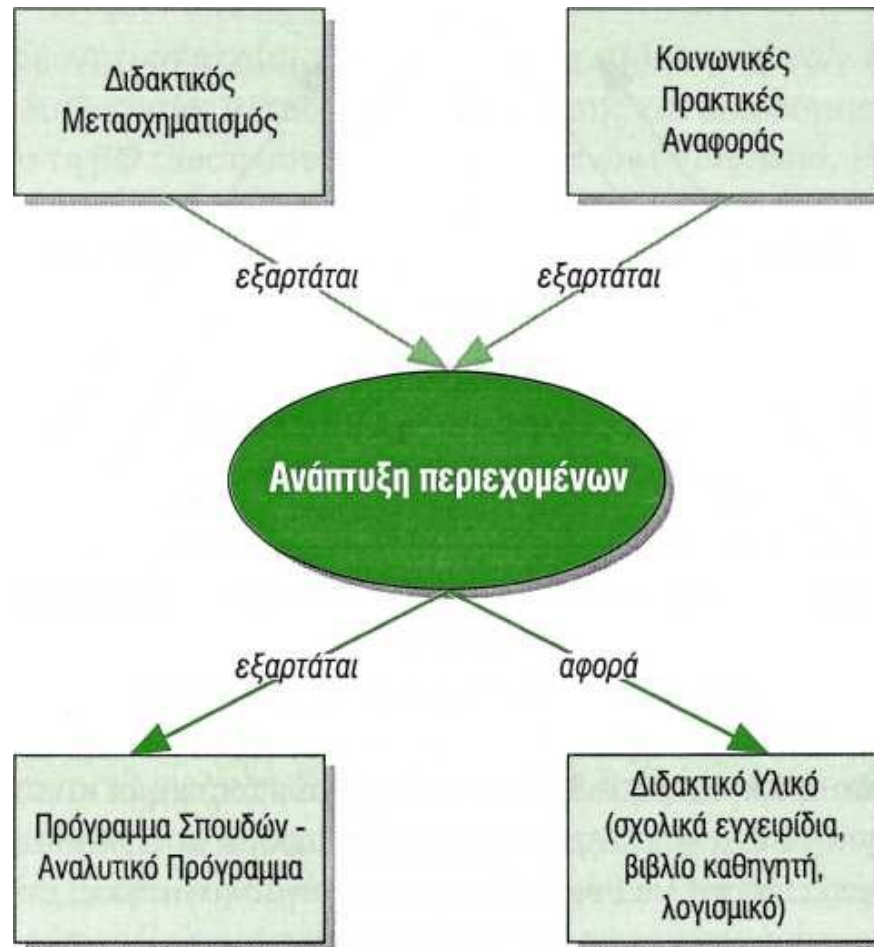 Διδακτικός
Μετασχηματισμός
Κοινωνικές
Πρακτικές
Αναφοράς
εξαρτάται
εξαρτάται
Ανάπτυξη περιεχομένων
εξαρτάται
αφορά
Πρόγραμμα Σπουδών -
Αναλυτικό Πρόγραμμα
Διδακτικό Υλικό
(σχολικά εγχειρίδια,
βιβλίο καθηγητή,
λογισμικό)